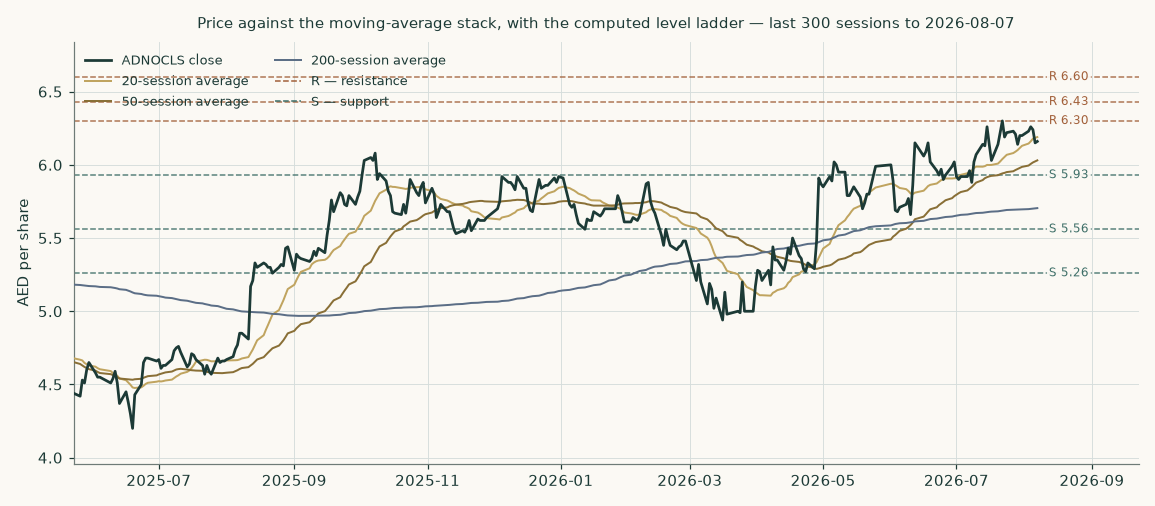 Price against the moving-average stack, with the computed level ladder — last 300 sessions to 2026-08-07
ADNOCLS close
20-session average
50-session average
200-session average
R — resistance
S — support
R 6.60
R 6.43
R 6.30
S 5.93
S 5.56
S 5.26
AED per share
6.5
6.0
5.5
5.0
4.5
4.0
2025-07
2025-09
2025-11
2026-01
2026-03
2026-05
2026-07
2026-09